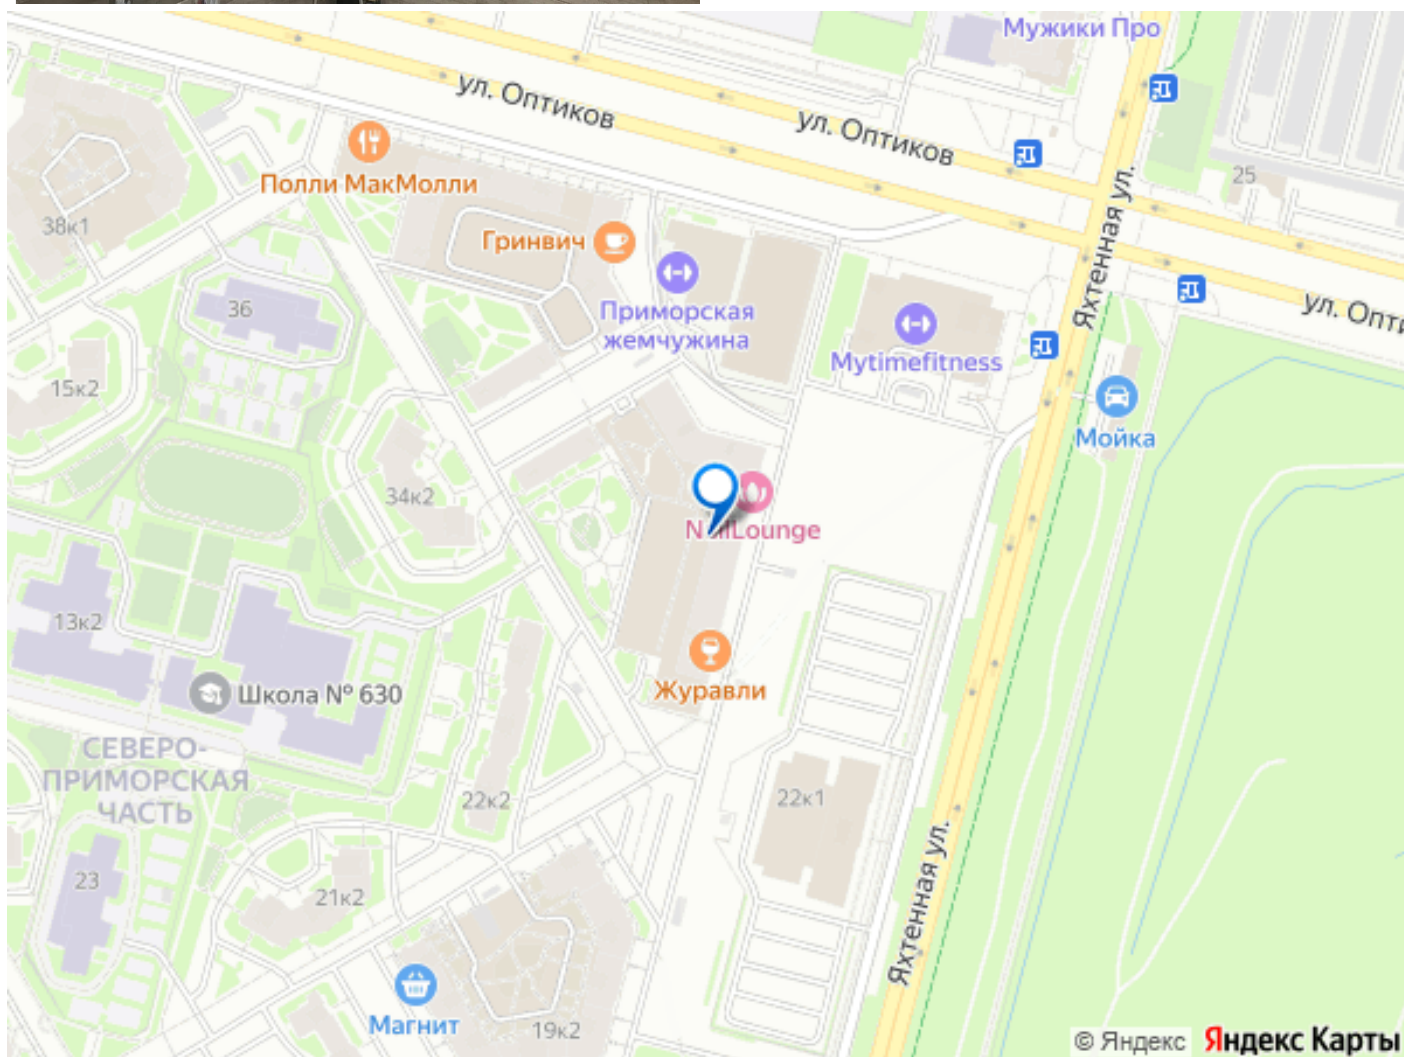 Мужики Про
ул. Оптиков
ул. Оптиков
Полли МакМолли
25
38к1
Гринвич
Яхтенная ул.
36
Приморская
жемчужина
ул. Опти
Mytimefitness
15к2
Мойка
34к2
Lounge
13к2
Школа № 630
Журавли
СЕВЕРО-
ПРИМОРСКАЯ
ЧАСТЬ
22к2
22к1
23
21к2
Яхтенная ул.
Магнит
19к2
© Яндекс Яндекс Карты